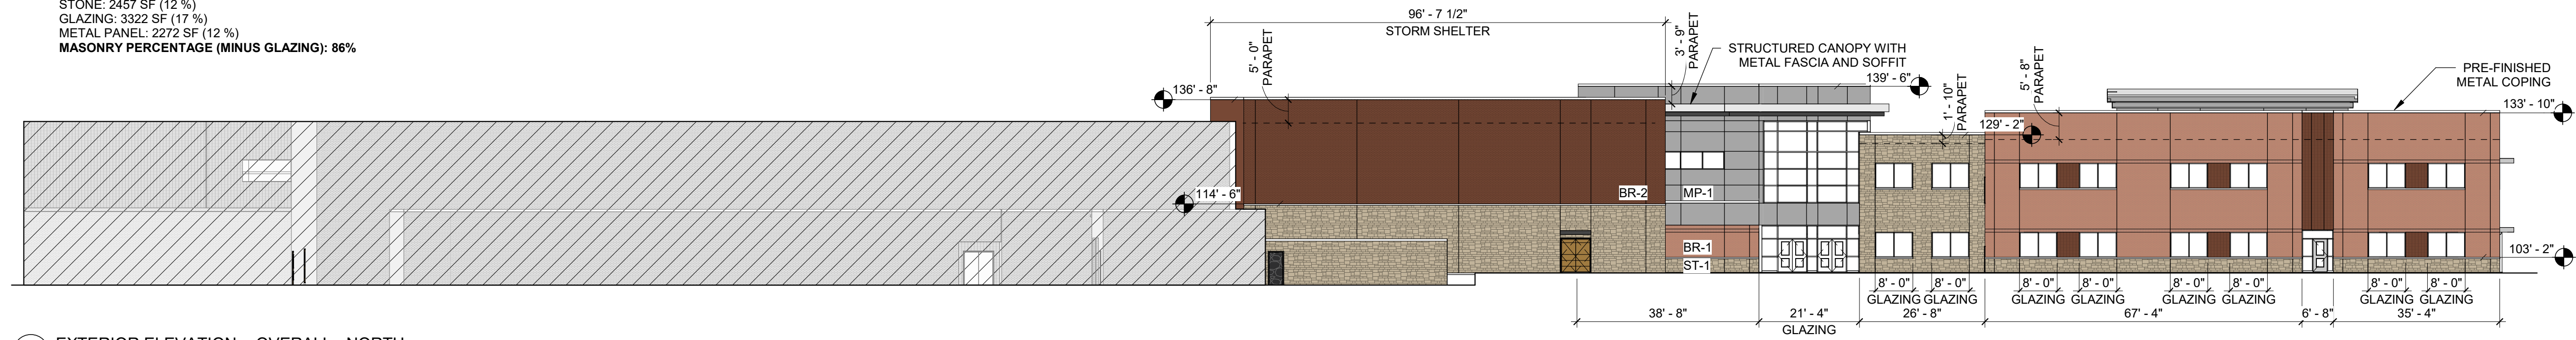 STONE: 2457 SF (12 %)
GLAZING: 3322 SF (17 %)
METAL PANEL: 2272 SF (12 %)
MASONRY PERCENTAGE (MINUS GLAZING): 86%
96' - 7 1/2"
STORM SHELTER
5' - 0"
PARAPET
3' - 9"
PARAPET
STRUCTURED CANOPY WITH
METAL FASCIA AND SOFFIT
136' - 8"
139' - 6"
1' - 10"
PARAPET
5' - 8"
PARAPET
PRE-FINISHED
METAL COPING
133' - 10"
129' - 2"
114' - 6"
BR-2
MP-1
BR-1
ST-1
103' - 2"
8' - 0"
GLAZING
8' - 0"
GLAZING
8' - 0"
GLAZING
8' - 0"
GLAZING
8' - 0"
GLAZING
8' - 0"
GLAZING
8' - 0"
GLAZING
8' - 0"
GLAZING
38' - 8"
21' - 4"
GLAZING
26' - 8"
67' - 4"
6' - 8"
35' - 4"
EXTERIOR ELEVATION - OVERALL - NORTH